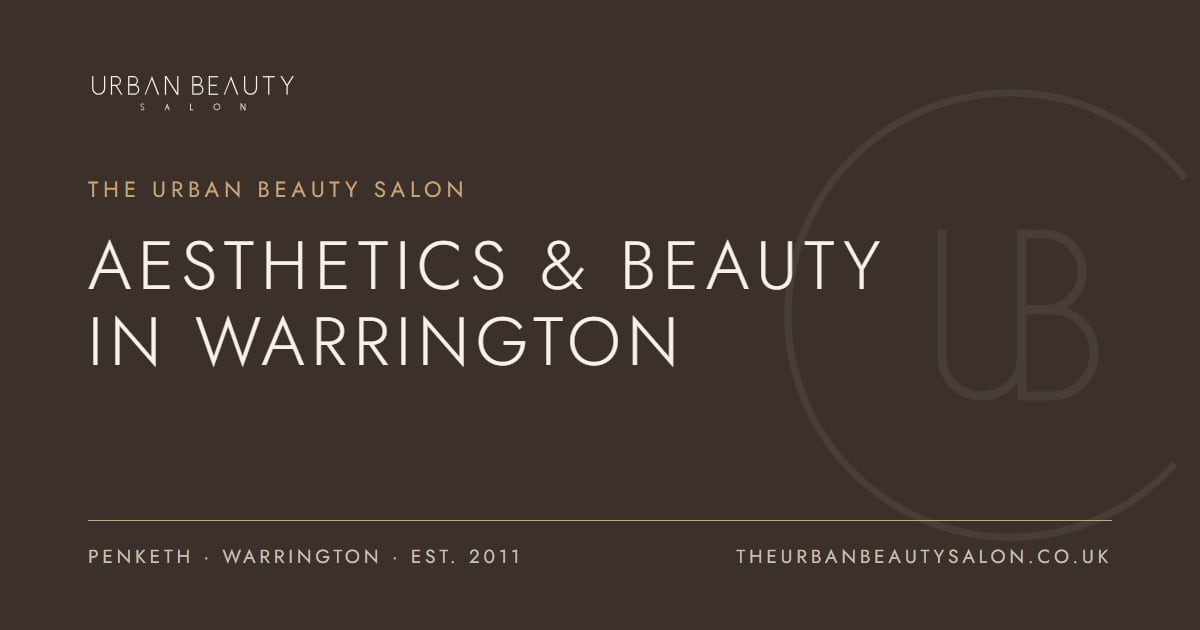 URBAN BEAUTY
SALON
THE URBAN BEAUTY SALON
AESTHETICS & BEAUTY
IN WARRINGTON
UB
PENKETH · WARRINGTON · EST. 2011
THEURBANBEAUTYSALON.CO.UK